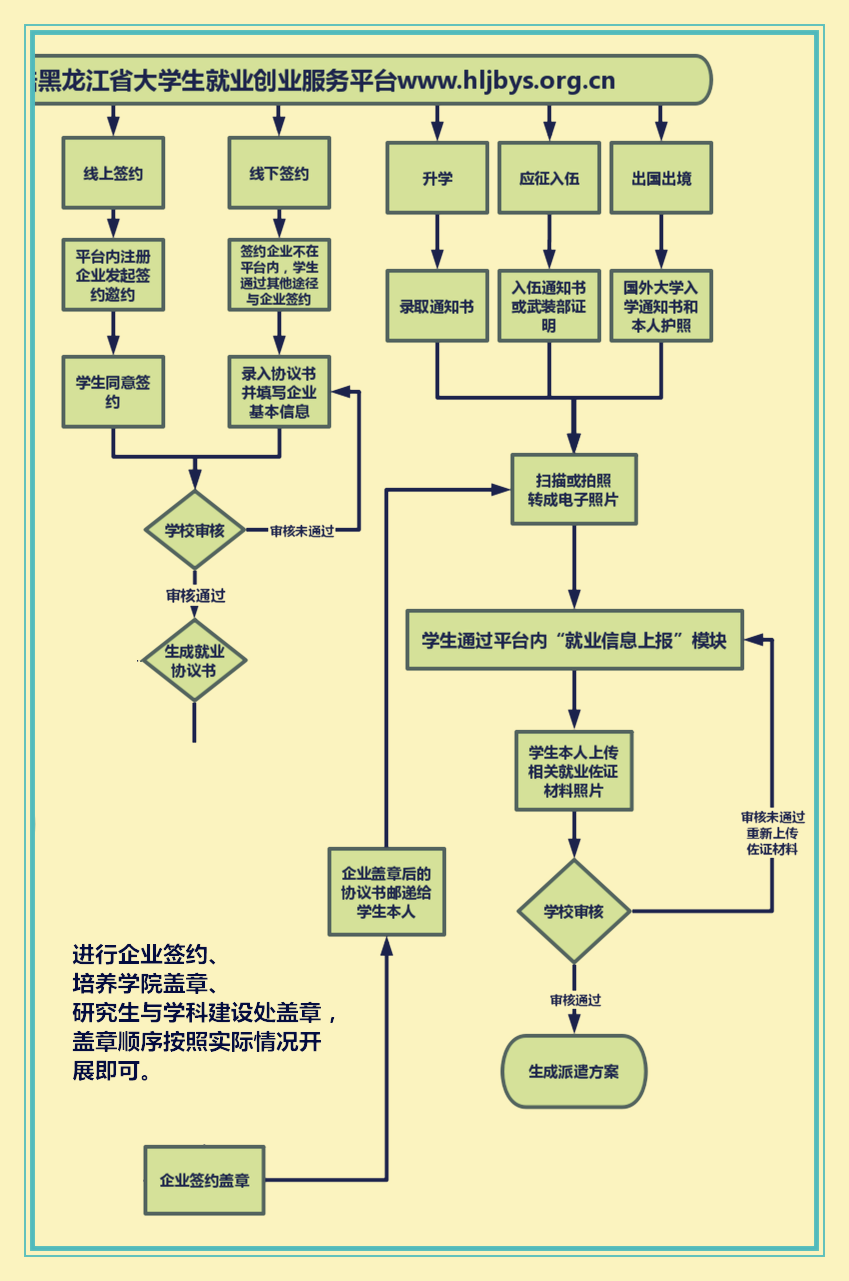 黑龙江省大学生就业创业服务平台www.hljbys.org.cn
线上签约
线下签约
升学
应征入伍
出国出境
平台内注册
企业发起签
约邀约
签约企业不在
平台内，学生
通过其他途径
与企业签约
录取通知书
入伍通知书
或武装部证
明
国外大学入
学通知书和
本人护照
学生同意签
约
录入协议书
并填写企业
基本信息
扫描或拍照
转成电子照片
学校审核
审核未通过
审核通过
生成就业
协议书
学生通过平台内“就业信息上报”模块
学生本人上传
相关就业佐证
材料照片
审核未通过
重新上传
佐证材料
企业盖章后的
协议书邮递给
学生本人
学校审核
进行企业签约、
培养学院盖章、
研究生与学科建设处盖章，
盖章顺序按照实际情况开
展即可。
审核通过
生成派遣方案
企业签约盖章